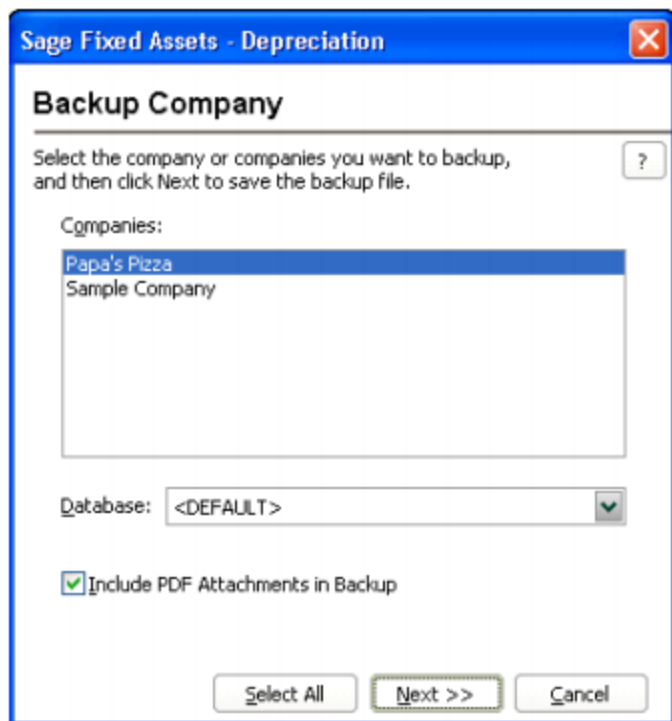 Sage Fixed Assets - Depreciation
Backup Company
Select the company or companies you want to backup,
and then click Next to save the backup file.
?
Companies:
Papa's Pizza
Sample Company
Database: <DEFAULT>
Include PDF Attachments in Backup
Select All Next >> Cancel